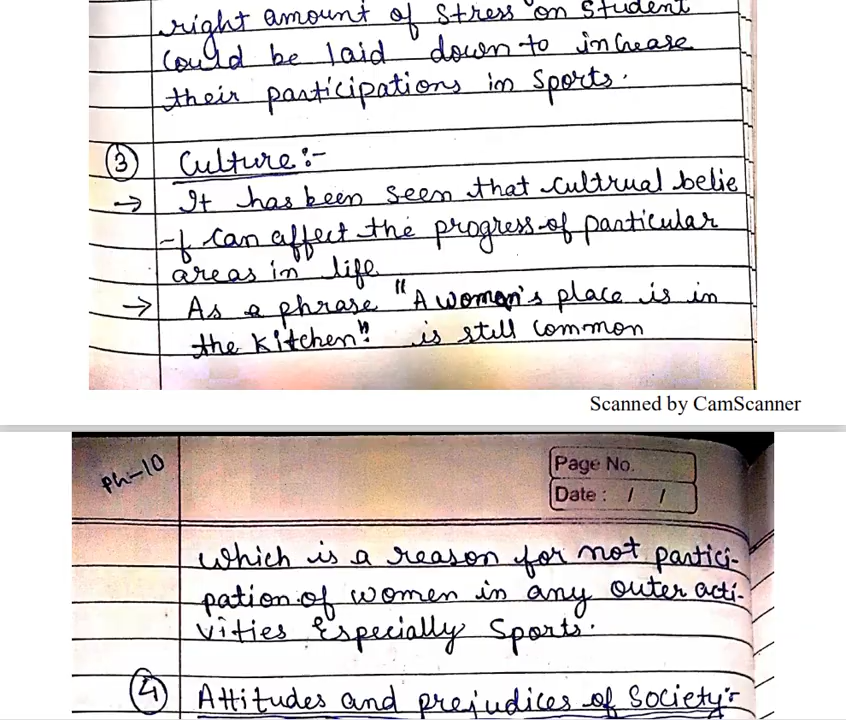 right amount of stress on student
could be laid down to increase
their participations in sports.
③ Culture:-
→ It has been seen that cultrual belie
-f can affect the progress of particular
areas in life.
→ As a phrase "A women's place is in
the kitchen" is still common
Scanned by CamScanner
Ph-10
Page No.
Date : / /
which is a reason for not partici-
pation of women in any outer acti-
vities Especially Sports.
④ Attitudes and prejudices of Society:-